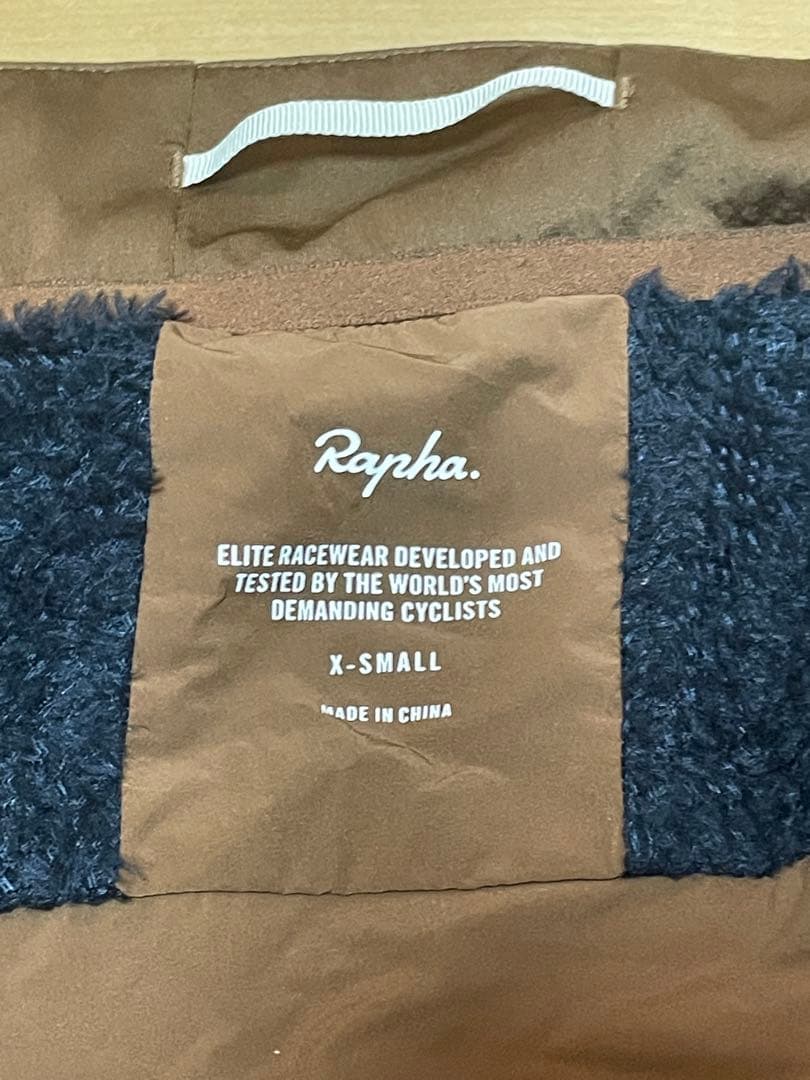 Rapha.
ELITE RACEWEAR DEVELOPED AND
TESTED BY THE WORLD'S MOST
DEMANDING CYCLISTS
X-SMALL
MADE IN CHINA